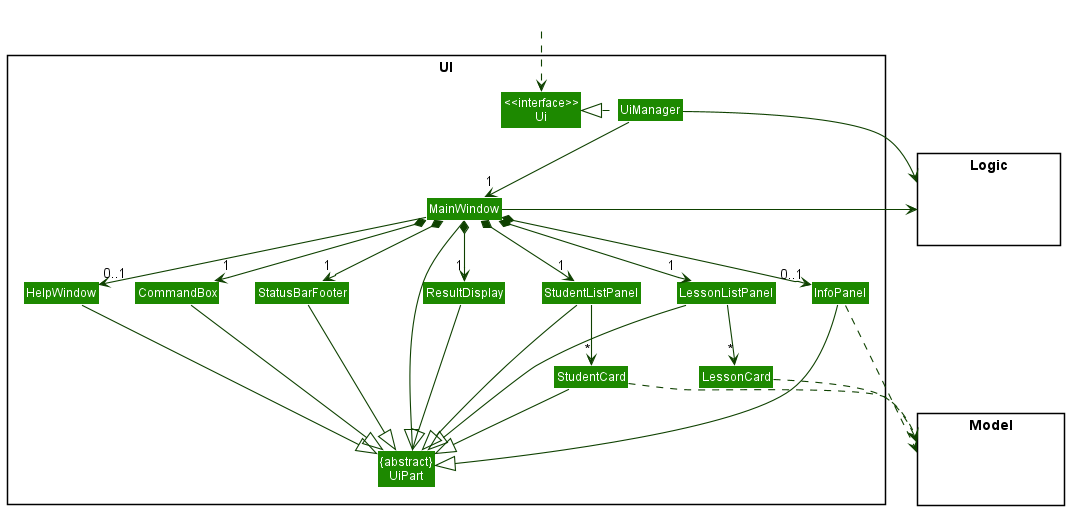 UI
<<interface>>
Ui
UiManager
Logic
1
MainWindow
0..1
1
1
1
1
1
0..1
HelpWindow
CommandBox
StatusBarFooter
ResultDisplay
StudentListPanel
LessonListPanel
InfoPanel
*
*
StudentCard
LessonCard
Model
{abstract}
UiPart